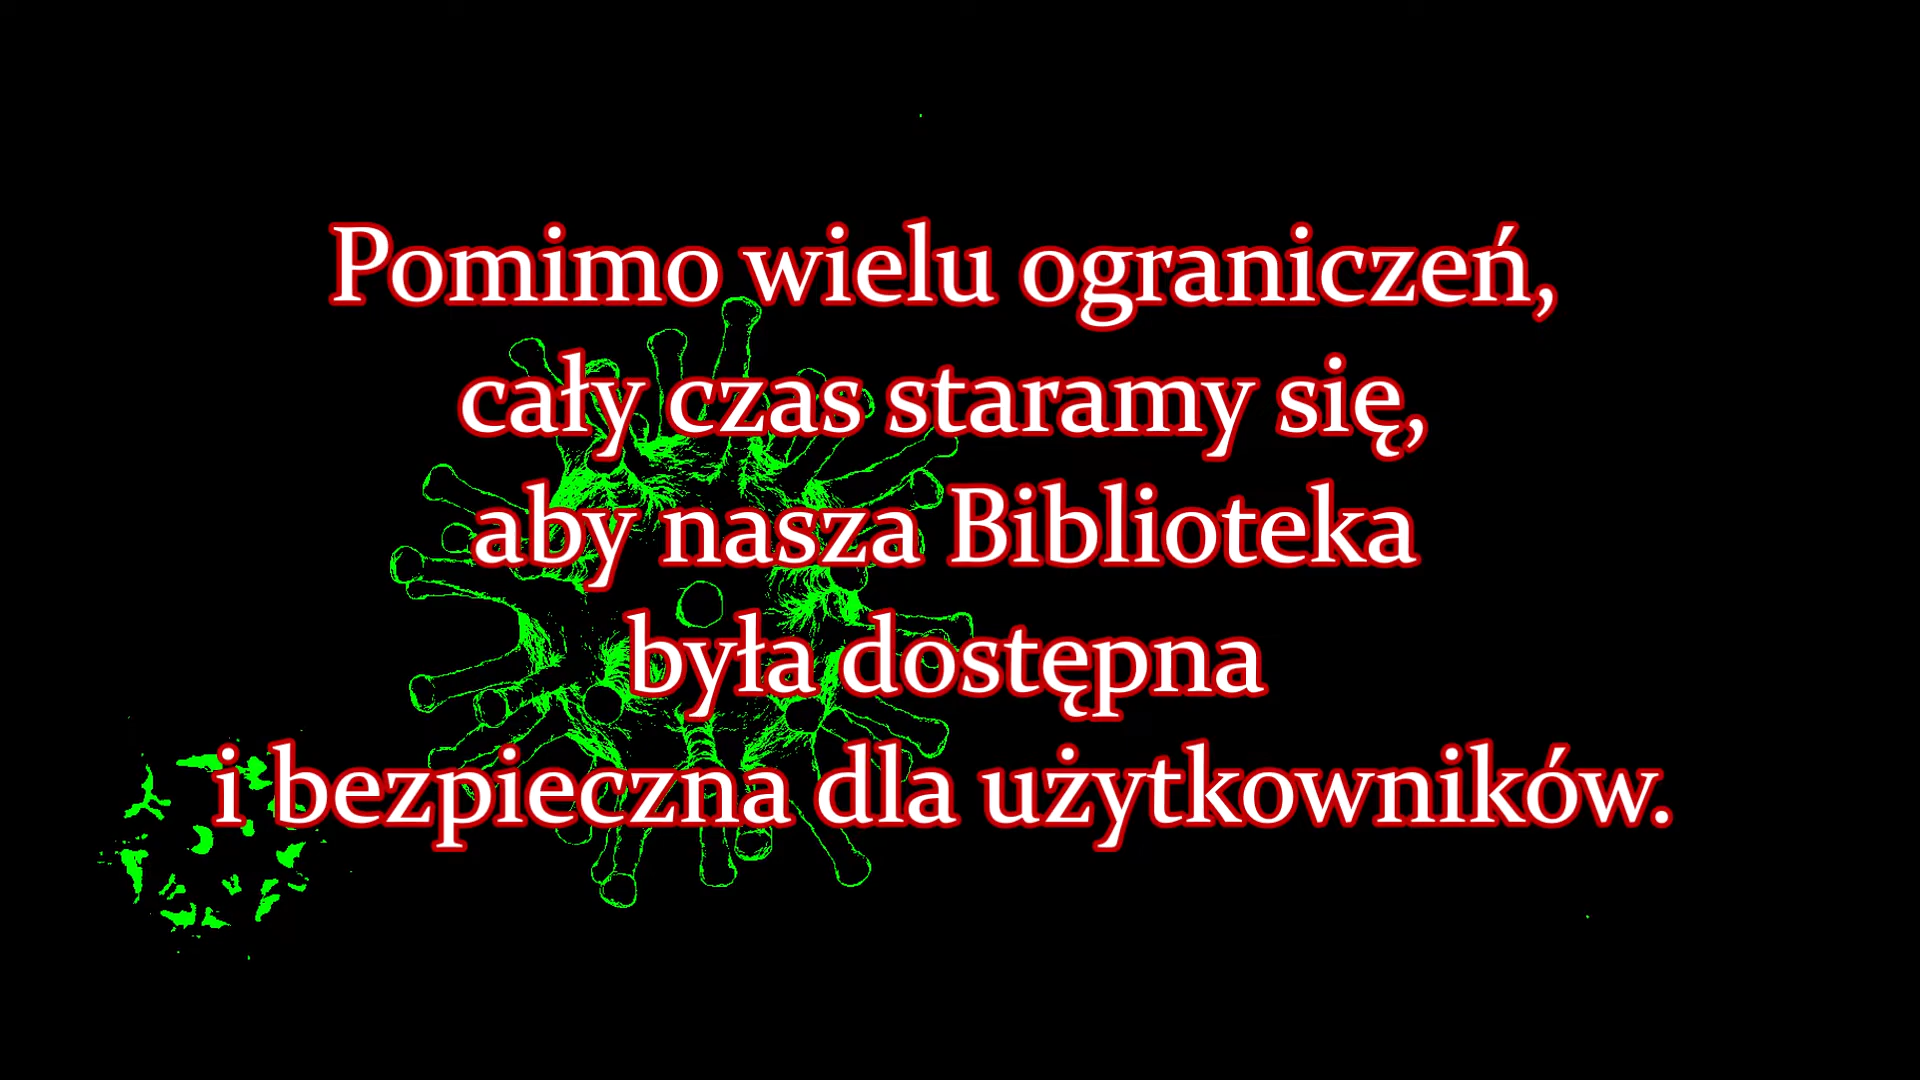 Pomimo wielu ograniczeń,
cały czas staramy się,
aby nasza Biblioteka
była dostępna
i bezpieczna dla użytkowników.